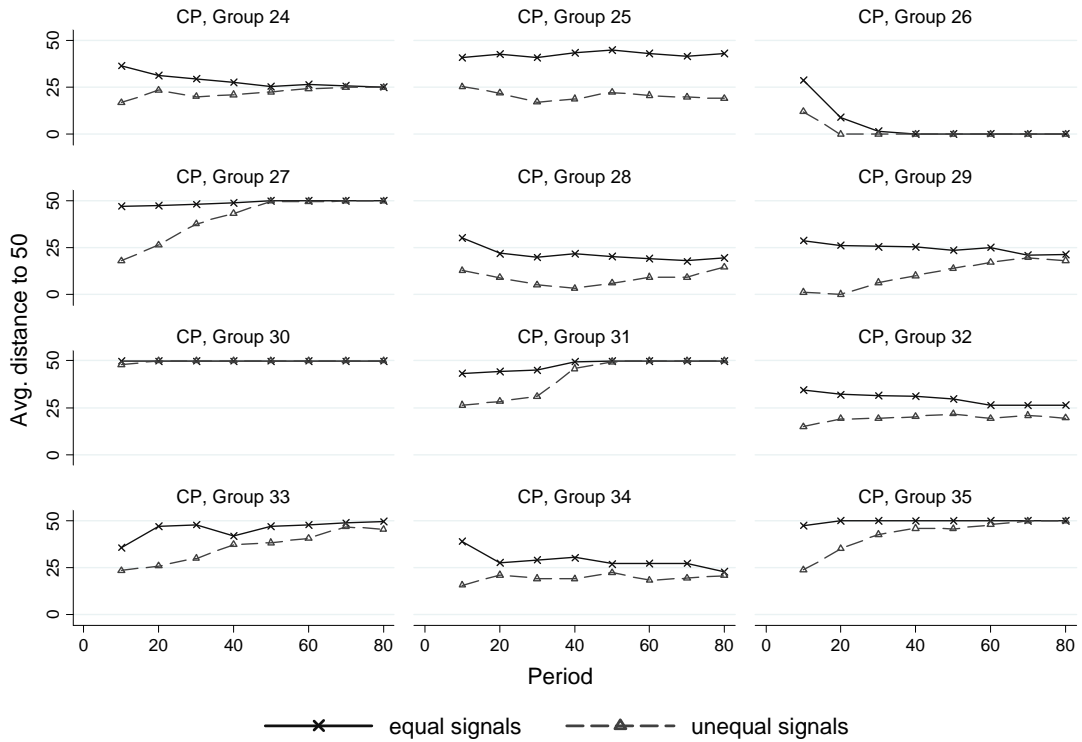 CP, Group 24 CP, Group 25 CP, Group 26
50
25
0
CP, Group 27 CP, Group 28 CP, Group 29
50
25
0
CP, Group 30 CP, Group 31 CP, Group 32
50
25
0
CP, Group 33 CP, Group 34 CP, Group 35
50
25
0
0 20 40 60 80 0 20 40 60 80 0 20 40 60 80
Avg. distance to 50
Period
equal signals unequal signals